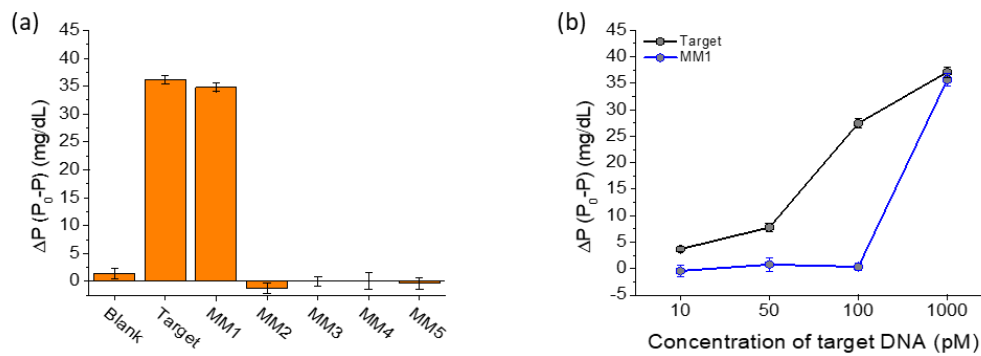 (a)
ΔP (P₀-P) (mg/dL)
45
40
35
30
25
20
15
10
5
0
Blank
Target
MM1
MM2
MM3
MM4
MM5
(b)
ΔP (P₀-P) (mg/dL)
45
40
35
30
25
20
15
10
5
0
-5
Target
MM1
10
50
100
1000
Concentration of target DNA (pM)